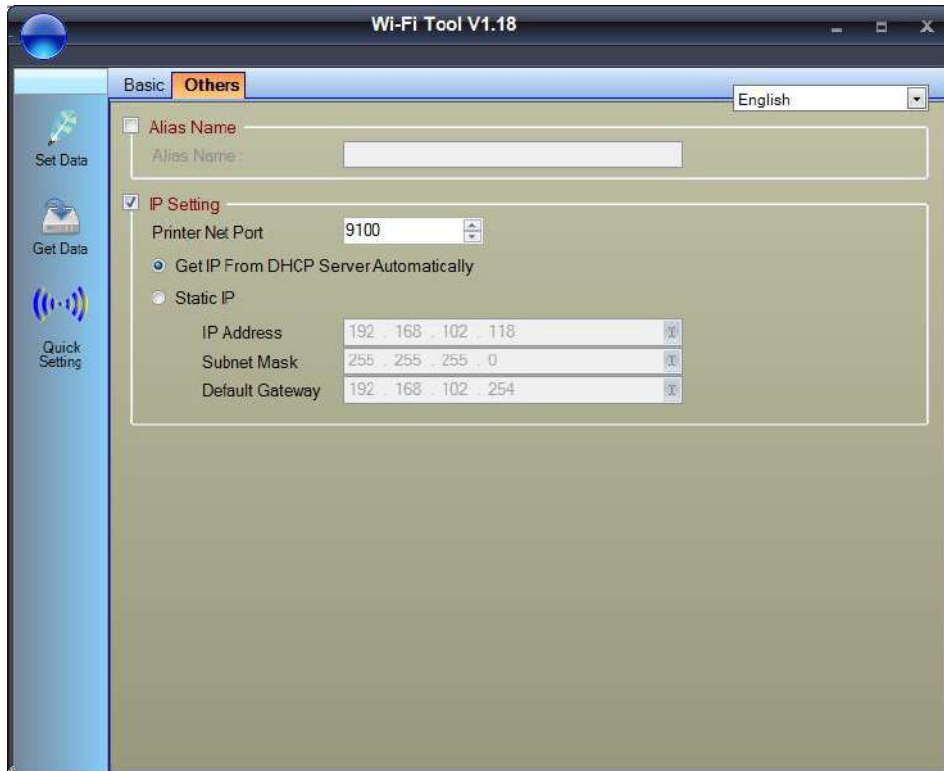 Wi-Fi Tool V1.18
Basic Others
English
Set Data
Get Data
Quick
Setting
Alias Name
Alias Name :
IP Setting
Printer Net Port 9100
Get IP From DHCP Server Automatically
Static IP
IP Address 192 . 168 . 102 . 118
Subnet Mask 255 . 255 . 255 . 0
Default Gateway 192 . 168 . 102 . 254